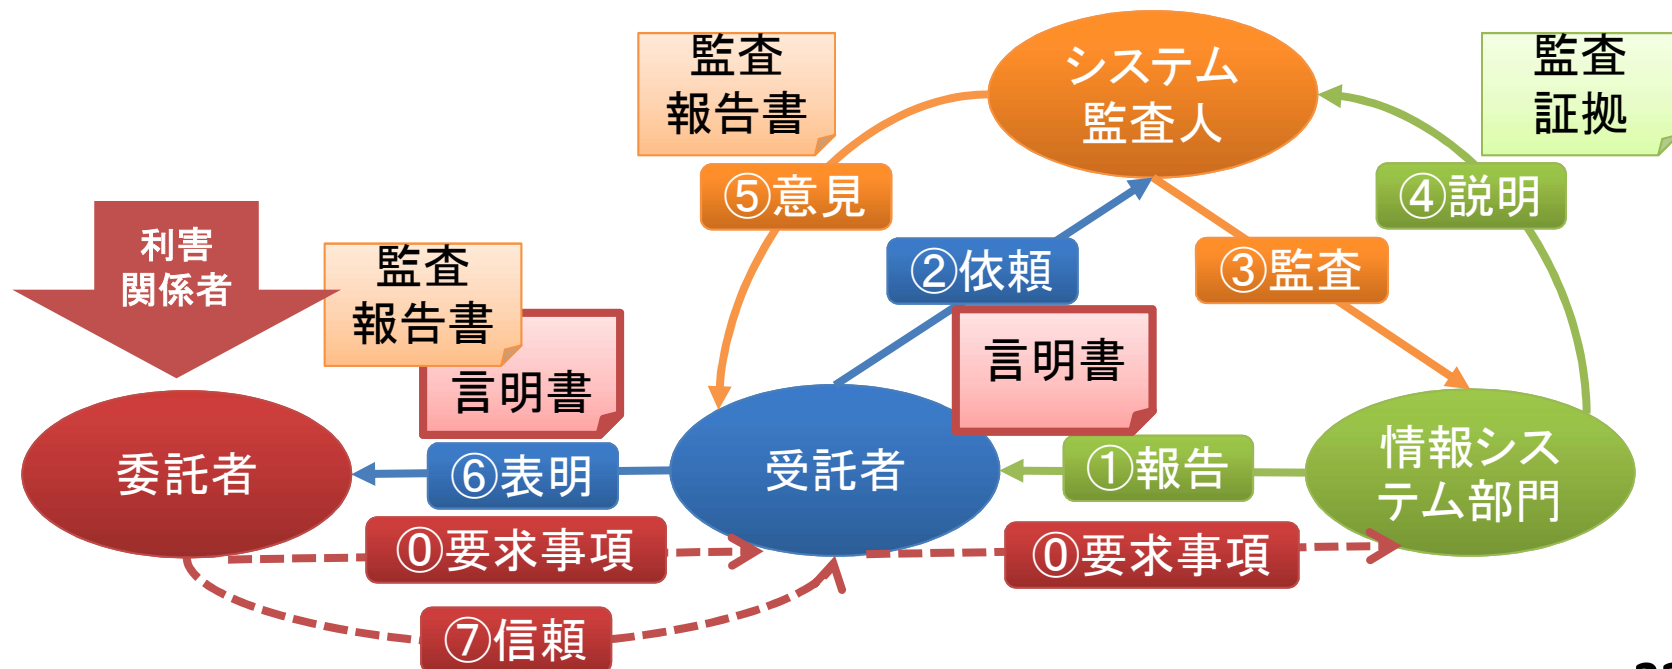 監査
報告書
システム
監査人
監査
証拠
⑤意見
④説明
利害
関係者
監査
報告書
②依頼
③監査
言明書
言明書
委託者
⑥表明
受託者
①報告
情報シス
テム部門
⓪要求事項
⓪要求事項
⑦信頼